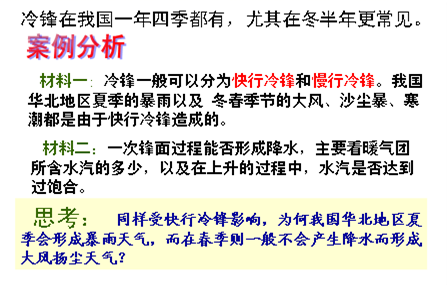 冷锋在我国一年四季都有，尤其在冬半年更常见。
案例分析
材料一：冷锋一般可以分为快行冷锋和慢行冷锋。我国
华北地区夏季的暴雨以及 冬春季节的大风、沙尘暴、寒
潮都是由于快行冷锋造成的。
材料二：一次锋面过程能否形成降水，主要看暖气团
所含水汽的多少，以及在上升的过程中，水汽是否达到
过饱合。
思考： 同样受快行冷锋影响，为何我国华北地区夏
季会形成暴雨天气，而在春季则一般不会产生降水而形成
大风扬尘天气？